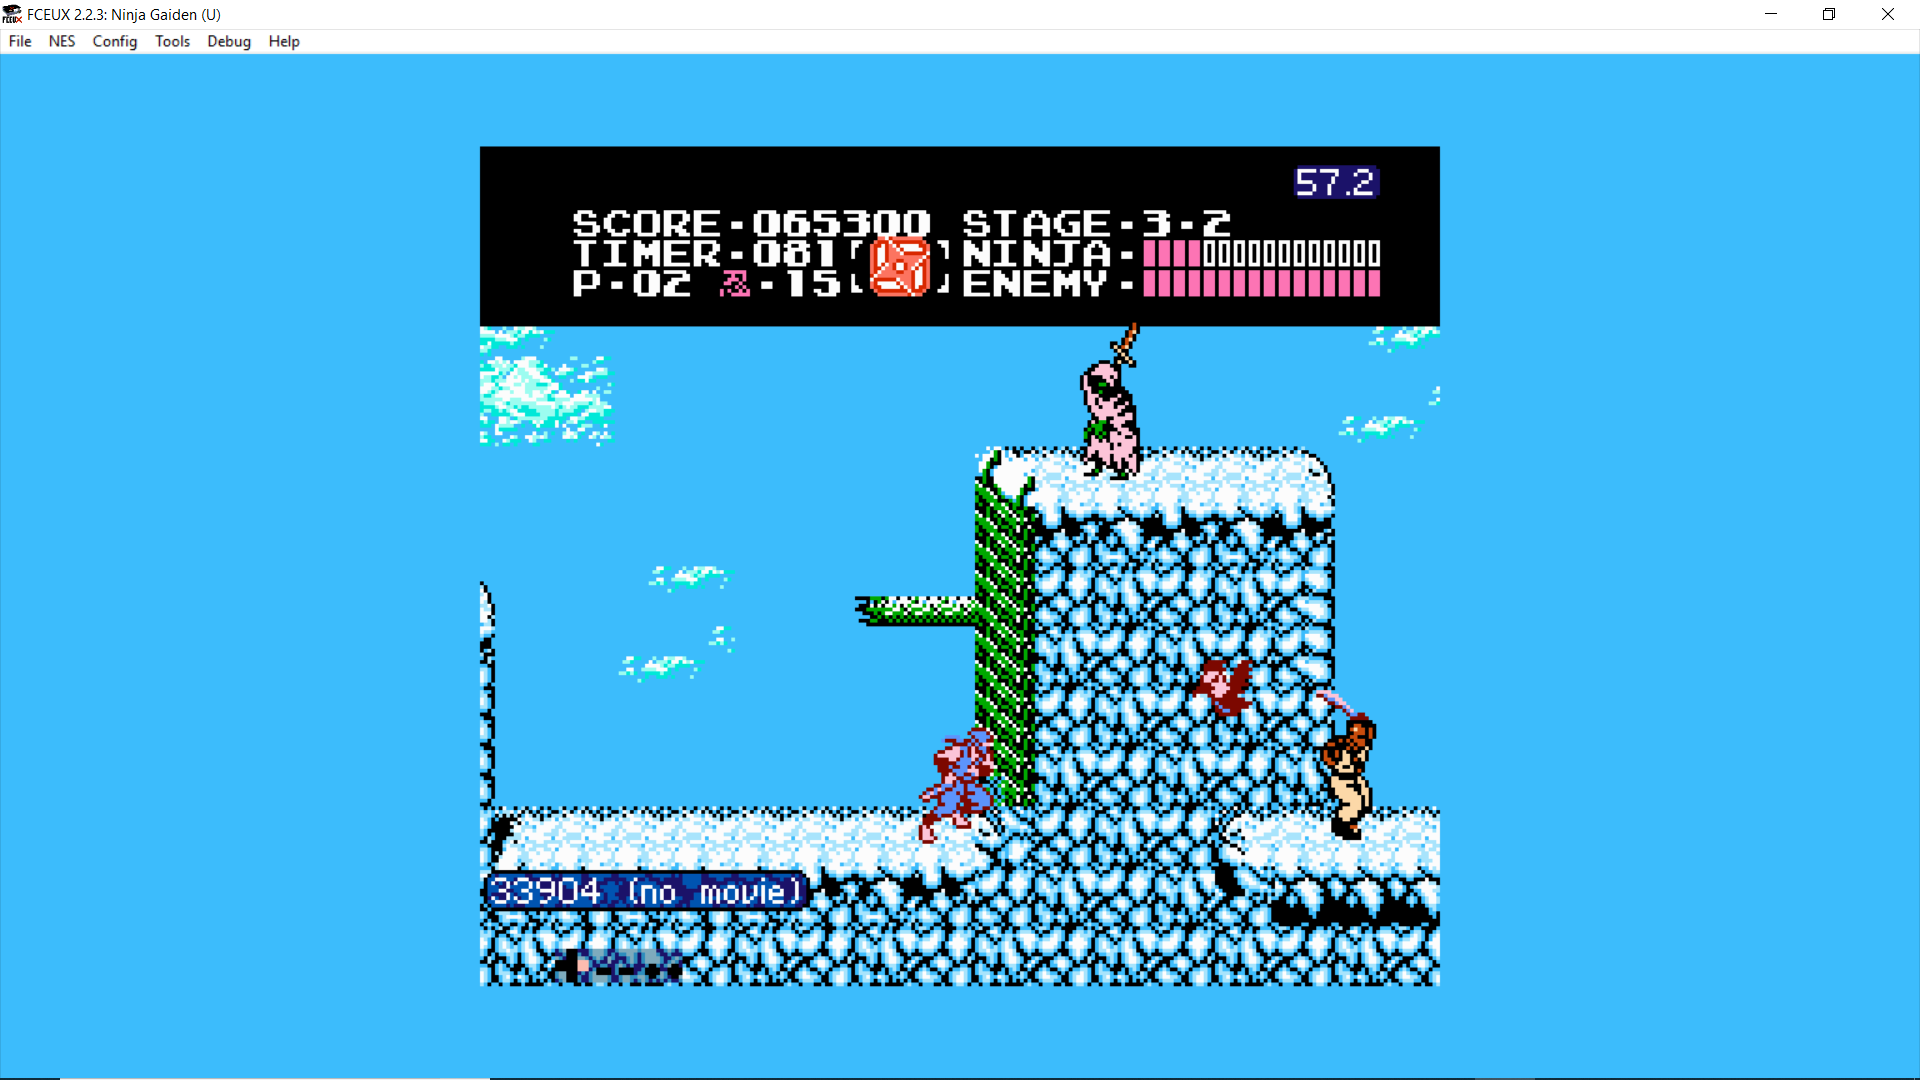 FCEUX 2.2.3: Ninja Gaiden (U)
File NES Config Tools Debug Help
57.2
SCORE-065300 STAGE-3-2
TIMER-081 NINJA-
P-02 忍-15 ENEMY-
33904 (no movie)